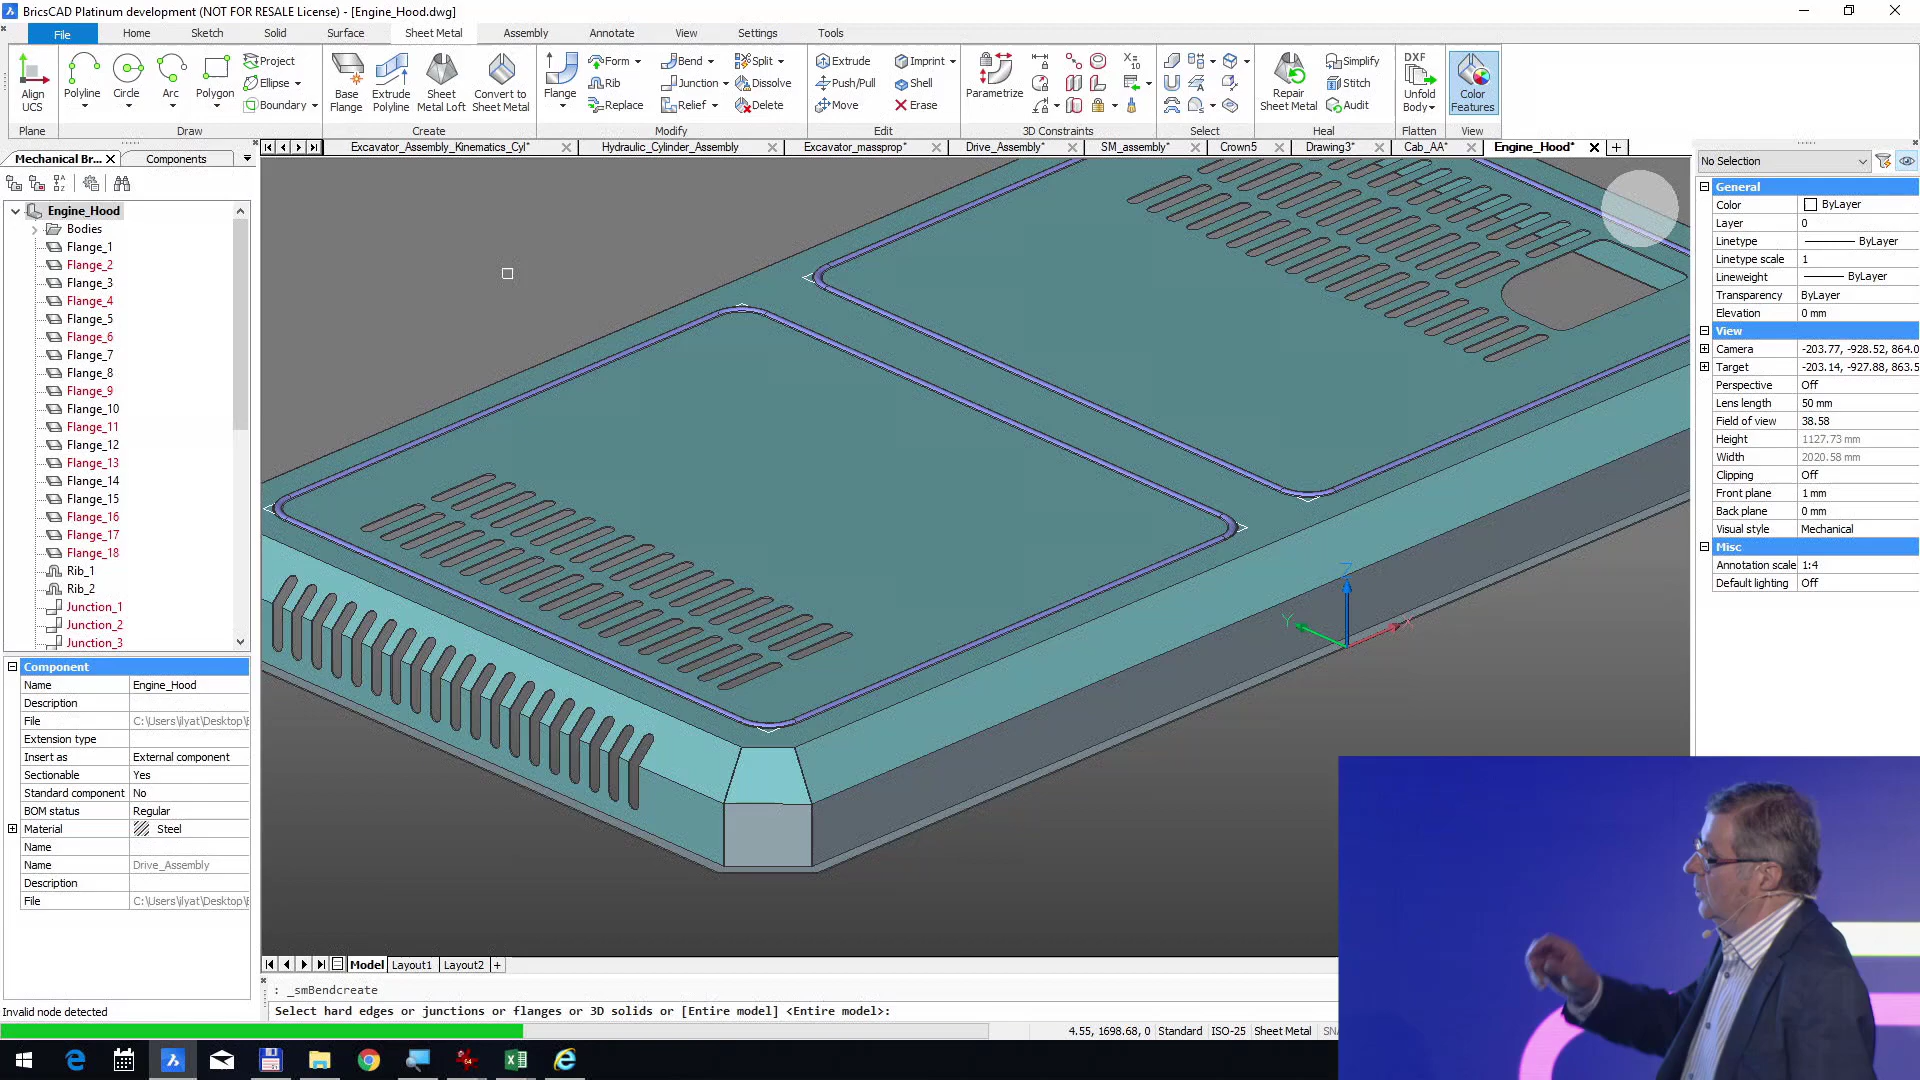 BricsCAD Platinum development (NOT FOR RESALE License) - [Engine_Hood.dwg]
File Home Sketch Solid Surface Sheet Metal Assembly Annotate View Settings Tools
Align UCS
Polyline
Circle
Arc
Polygon
Project
Ellipse
Boundary
Base Flange
Extrude Polyline
Sheet Metal Loft
Convert to Sheet Metal
Flange
Form
Rib
Replace
Bend
Junction
Relief
Split
Dissolve
Delete
Extrude
Push/Pull
Move
Imprint
Shell
Erase
Parametrize
X=
10
Repair Sheet Metal
Simplify
Stitch
Audit
DXF
Unfold Body
Color Features
Plane Draw Create Modify Edit 3D Constraints Select Heal Flatten View
Mechanical Br... Components
Excavator_Assembly_Kinematics_Cyl* Hydraulic_Cylinder_Assembly Excavator_massprop* Drive_Assembly* SM_assembly* Crown5 Drawing3* Cab_AA* Engine_Hood*
Engine_Hood
Bodies
Flange_1
Flange_2
Flange_3
Flange_4
Flange_5
Flange_6
Flange_7
Flange_8
Flange_9
Flange_10
Flange_11
Flange_12
Flange_13
Flange_14
Flange_15
Flange_16
Flange_17
Flange_18
Rib_1
Rib_2
Junction_1
Junction_2
Junction_3
Component
Name Engine_Hood
Description
File C:\Users\ilyat\Desktop\
Extension type
Insert as External component
Sectionable Yes
Standard component No
BOM status Regular
Material Steel
Name
Name Drive_Assembly
Description
File C:\Users\ilyat\Desktop\
Invalid node detected
Z
Y
X
No Selection
General
Color ByLayer
Layer 0
Linetype ByLayer
Linetype scale 1
Lineweight ByLayer
Transparency ByLayer
Elevation 0 mm
View
Camera -203.77, -928.52, 864.0
Target -203.14, -927.88, 863.5
Perspective Off
Lens length 50 mm
Field of view 38.58
Height 1127.73 mm
Width 2020.58 mm
Clipping Off
Front plane 1 mm
Back plane 0 mm
Visual style Mechanical
Misc
Annotation scale 1:4
Default lighting Off
Model Layout1 Layout2 +
: _smBendcreate
Select hard edges or junctions or flanges or 3D solids or [Entire model] <Entire model>:
4.55, 1698.68, 0 Standard ISO-25 Sheet Metal SNA